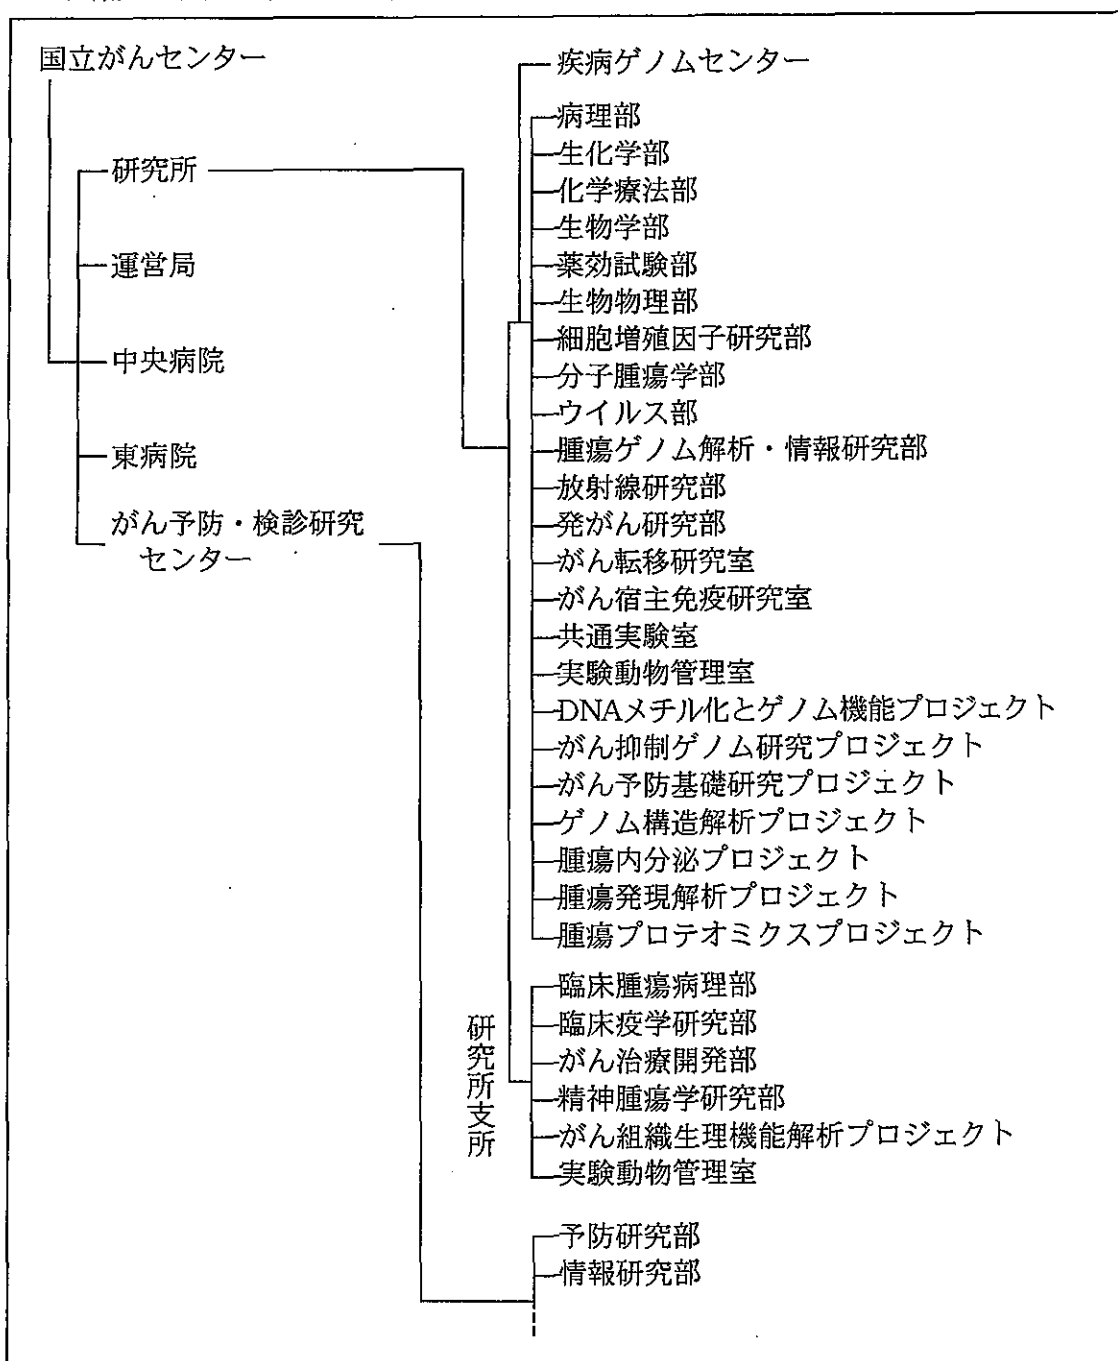 国立がんセンター
研究所
運営局
中央病院
東病院
がん予防・検診研究
センター
疾病ゲノムセンター
病理部
生化学部
化学療法部
生物学部
薬効試験部
生物物理部
細胞増殖因子研究部
分子腫瘍学部
ウイルス部
腫瘍ゲノム解析・情報研究部
放射線研究部
発がん研究部
がん転移研究室
がん宿主免疫研究室
共通実験室
実験動物管理室
DNAメチル化とゲノム機能プロジェクト
がん抑制ゲノム研究プロジェクト
がん予防基礎研究プロジェクト
ゲノム構造解析プロジェクト
腫瘍内分泌プロジェクト
腫瘍発現解析プロジェクト
腫瘍プロテオミクスプロジェクト
研究所支所
臨床腫瘍病理部
臨床疫学研究部
がん治療開発部
精神腫瘍学研究部
がん組織生理機能解析プロジェクト
実験動物管理室
予防研究部
情報研究部